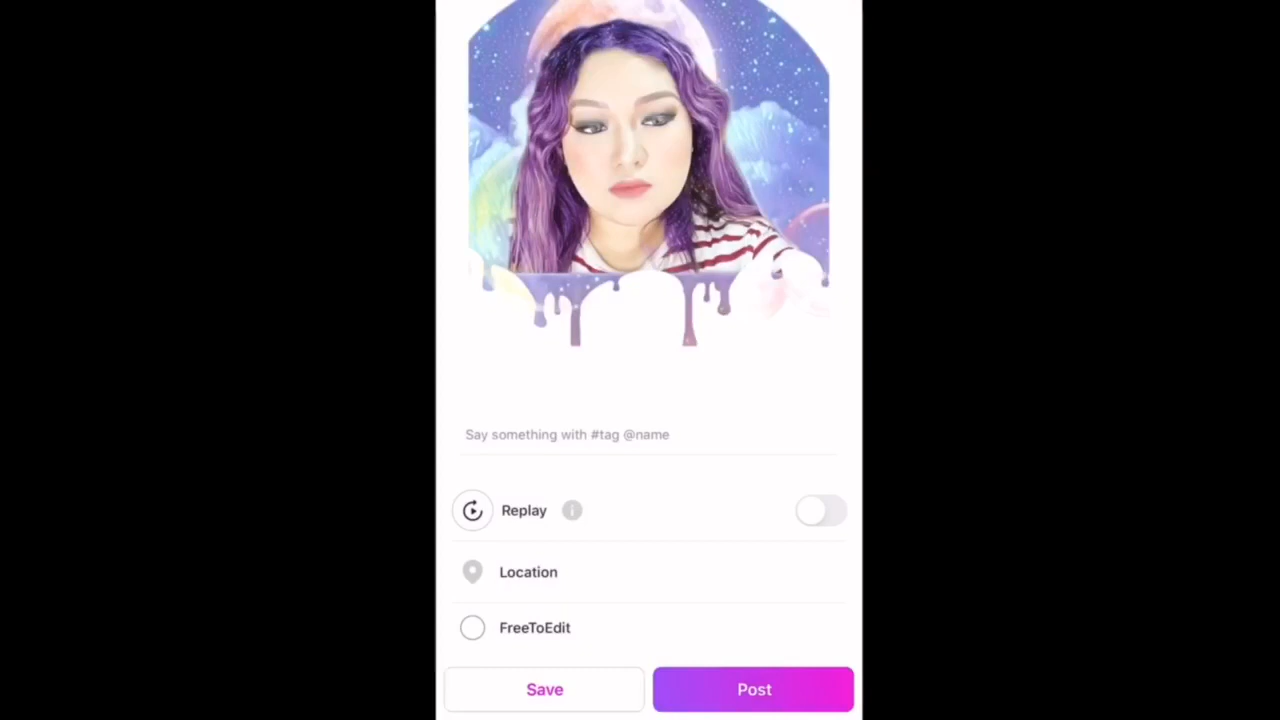 Say something with #tag @name
Replay
Location
FreeToEdit
Save
Post